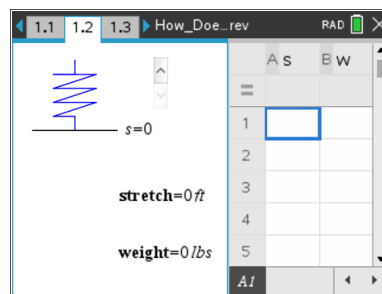 1.1 1.2 1.3 How_Doe...rev RAD
A s B w
=
1
s=0
2
3
stretch=0 ft
4
weight=0 lbs
5
A1